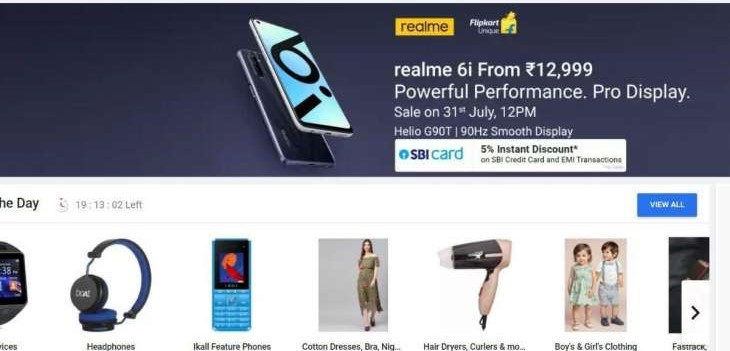 realme
Flipkart
Unique
6i
realme 6i From ₹12,999
Powerful Performance. Pro Display.
Sale on 31st July, 12PM
Helio G90T | 90Hz Smooth Display
SBI card
5% Instant Discount*
on SBI Credit Card and EMI Transactions
he Day
19 : 13 : 02 Left
VIEW ALL
:38
boAt
Headphones
Ikall Feature Phones
Cotton Dresses, Bra, Nig...
Hair Dryers, Curlers & mo...
Boy's & Girl's Clothing
Fastrack,